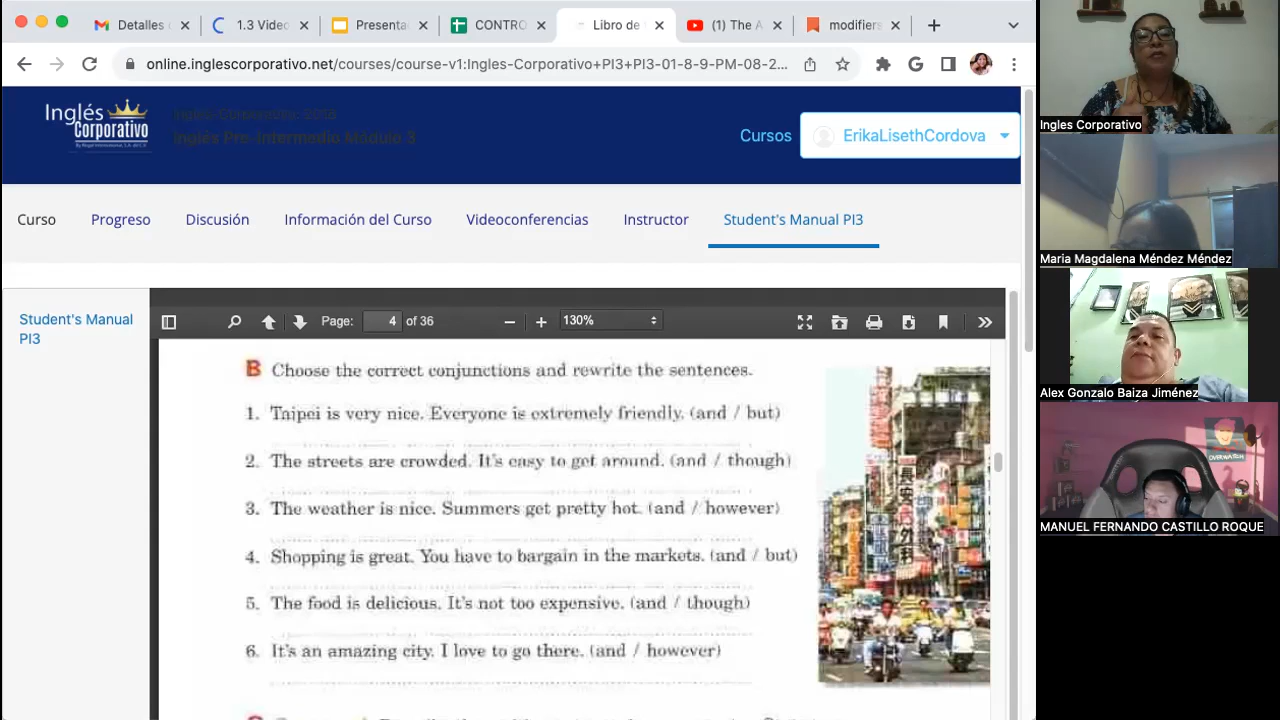 Detalles
1.3 Video
Presenta
CONTRO
Libro de
(1) The A
modifiers
online.inglescorporativo.net/courses/course-v1:Ingles-Corporativo+PI3+PI3-01-8-9-PM-08-2...
Inglés
Corporativo
Inglés Pre-Intermedio Módulo 3
Cursos
ErikaLisethCordova
Curso
Progreso
Discusión
Información del Curso
Videoconferencias
Instructor
Student's Manual PI3
Student's Manual
PI3
Page: 4 of 36
130%
B Choose the correct conjunctions and rewrite the sentences.
1. Taipei is very nice. Everyone is extremely friendly. (and / but)
2. The streets are crowded. It's easy to get around. (and / though)
3. The weather is nice. Summers get pretty hot. (and / however)
4. Shopping is great. You have to bargain in the markets. (and / but)
5. The food is delicious. It's not too expensive. (and / though)
6. It's an amazing city. I love to go there. (and / however)
Ingles Corporativo
Maria Magdalena Méndez Méndez
Alex Gonzalo Baiza Jiménez
OVERWATCH
MANUEL FERNANDO CASTILLO ROQUE